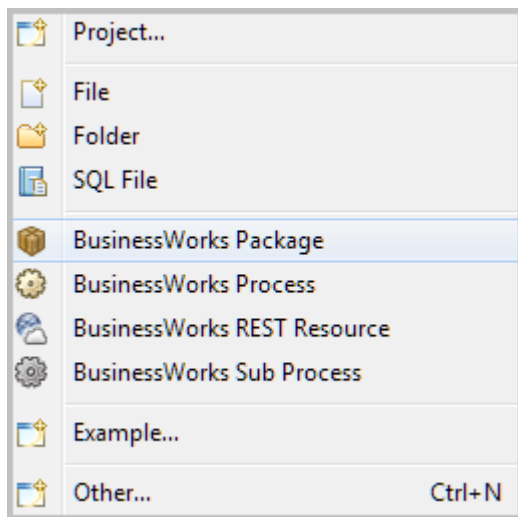 Project...
File
Folder
SQL File
BusinessWorks Package
BusinessWorks Process
BusinessWorks REST Resource
BusinessWorks Sub Process
Example...
Other... Ctrl+N